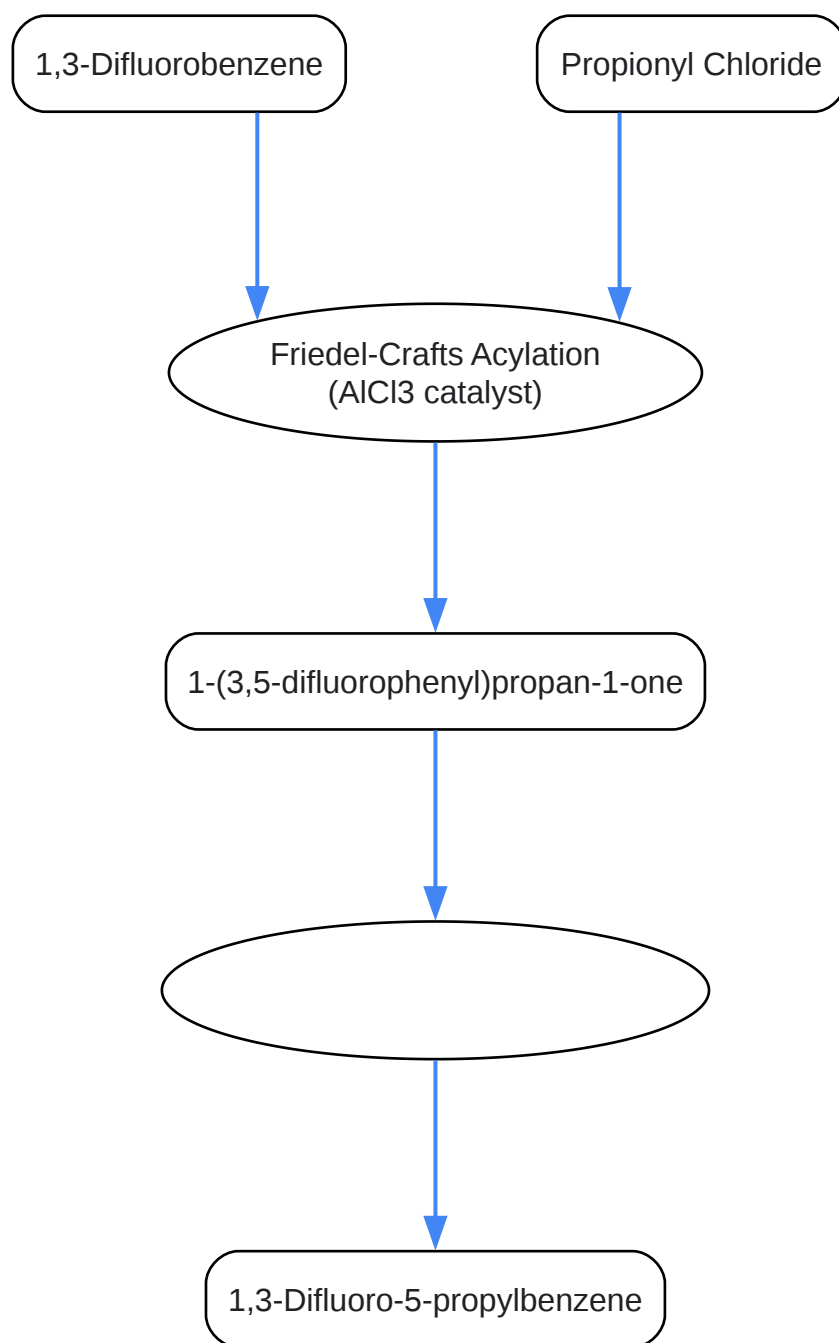 1,3-Difluorobenzene
Propionyl Chloride
Friedel-Crafts Acylation
(AlCl3 catalyst)
1-(3,5-difluorophenyl)propan-1-one
1,3-Difluoro-5-propylbenzene